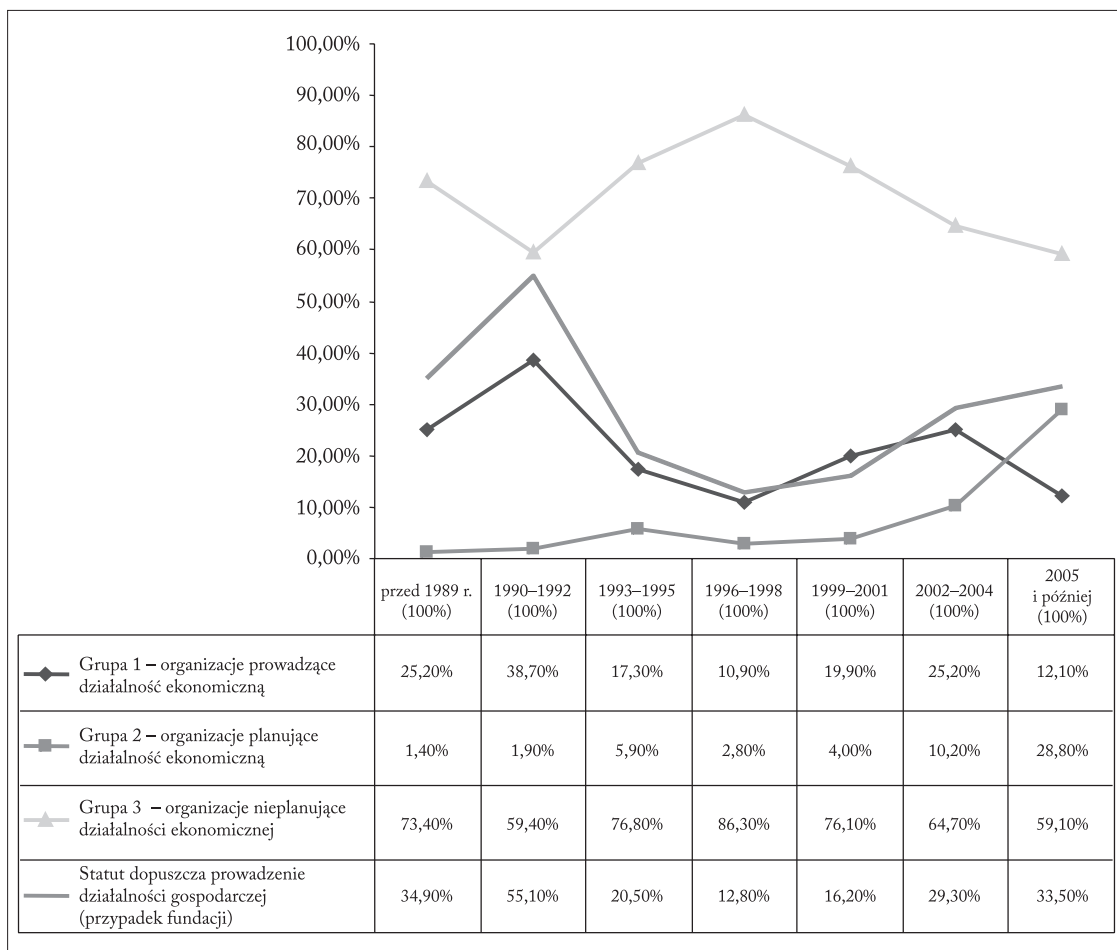 100,00%
90,00%
80,00%
70,00%
60,00%
50,00%
40,00%
30,00%
20,00%
10,00%
0,00%
przed 1989 r. (100%)
1990–1992 (100%)
1993–1995 (100%)
1996–1998 (100%)
1999–2001 (100%)
2002–2004 (100%)
2005 i później (100%)
Grupa 1 – organizacje prowadzące
działalność ekonomiczną
25,20% 38,70% 17,30% 10,90% 19,90% 25,20% 12,10%
Grupa 2 – organizacje planujące
działalność ekonomiczną
1,40% 1,90% 5,90% 2,80% 4,00% 10,20% 28,80%
Grupa 3 – organizacje nieplanujące
działalności ekonomicznej
73,40% 59,40% 76,80% 86,30% 76,10% 64,70% 59,10%
Statut dopuszcza prowadzenie
działalności gospodarczej
(przypadek fundacji)
34,90% 55,10% 20,50% 12,80% 16,20% 29,30% 33,50%